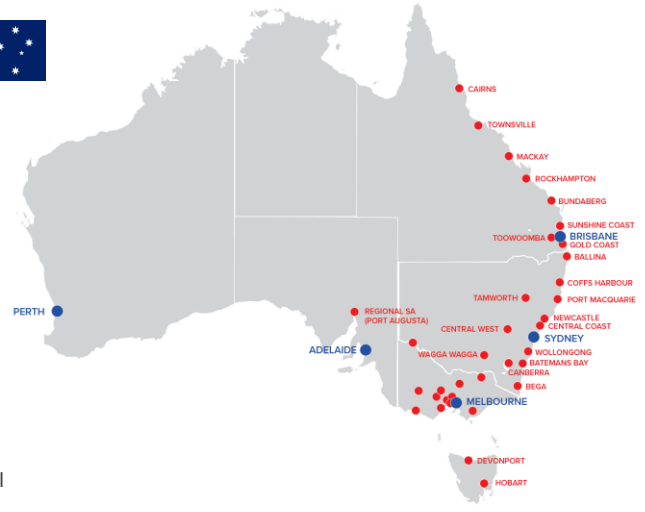 CAIRNS
TOWNSVILLE
MACKAY
ROCKHAMPTON
BUNDABERG
SUNSHINE COAST
TOOWOOMBA
BRISBANE
GOLD COAST
BALLINA
COFFS HARBOUR
TAMWORTH
PORT MACQUARIE
PERTH
REGIONAL SA
(PORT AUGUSTA)
NEWCASTLE
CENTRAL COAST
CENTRAL WEST
SYDNEY
ADELAIDE
WAGGA WAGGA
WOLLONGONG
BATEMANS BAY
CANBERRA
BEGA
MELBOURNE
DEVONPORT
HOBART